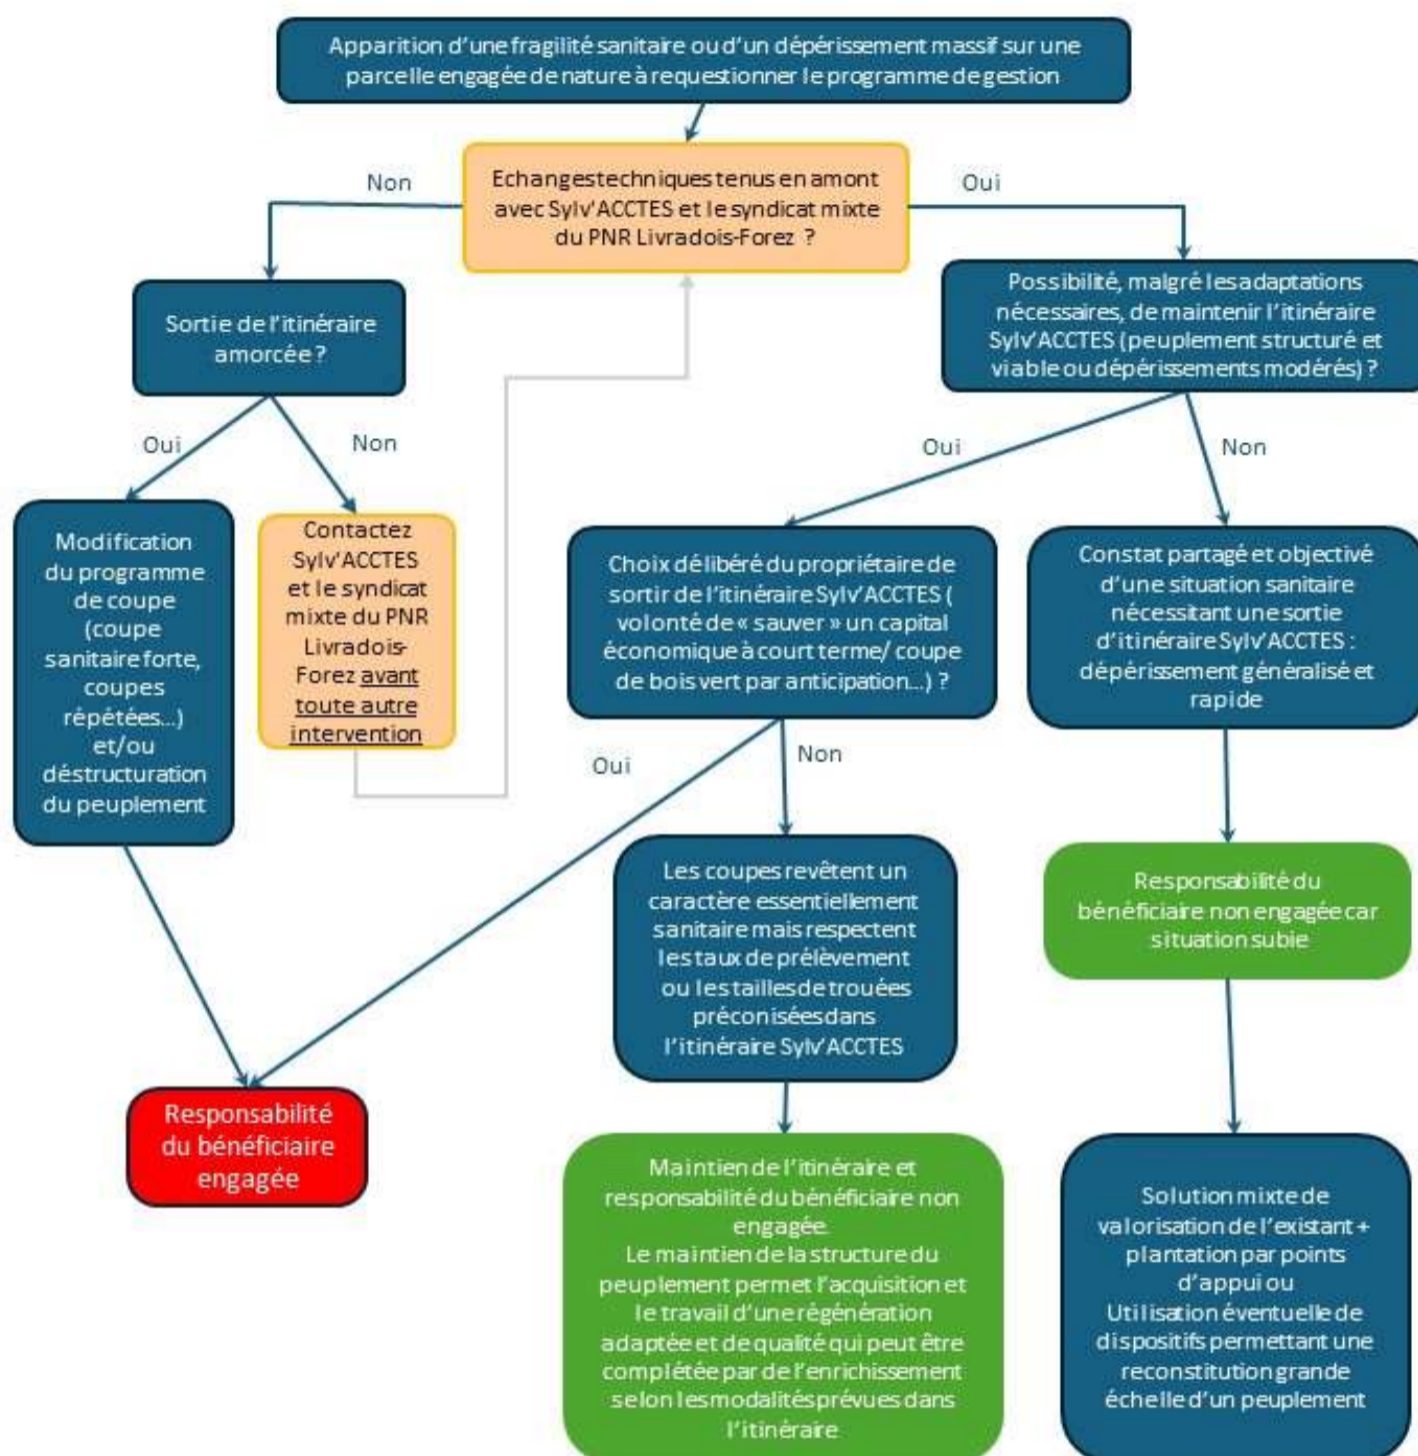 Apparition d'une fragilité sanitaire ou d'un dépérissement massif sur une
parcelle engagée de nature à requestionner le programme de gestion
Non
Echanges techniques tenus en amont
avec Sylv'ACCTES et le syndicat mixte
du PNR Livradois-Forez ?
Oui
Sortie de l'itinéraire
amorcée ?
Possibilité, malgré les adaptations
nécessaires, de maintenir l'itinéraire
Sylv'ACCTES (peuplement structuré et
viable ou dépérissements modérés) ?
Oui
Non
Oui
Non
Modification
du programme
de coupe
(coupe
sanitaire forte,
coupes
répétées...)
et/ou
déstructuration
du peuplement
Contactez
Sylv'ACCTES
et le syndicat
mixte du PNR
Livradois-
Forez avant
toute autre
intervention
Choix délibéré du propriétaire de
sortir de l'itinéraire Sylv'ACCTES (
volonté de « sauver » un capital
économique à court terme/ coupe
de bois vert par anticipation...) ?
Constat partagé et objectivé
d'une situation sanitaire
nécessitant une sortie
d'itinéraire Sylv'ACCTES :
dépérissement généralisé et
rapide
Oui
Non
Les coupes revêtent un
caractère essentiellement
sanitaire mais respectent
les taux de prélèvement
ou les tailles de trouées
préconisées dans
l'itinéraire Sylv'ACCTES
Responsabilité du
bénéficiaire non engagée car
situation subie
Responsabilité
du bénéficiaire
engagée
Maintien de l'itinéraire et
responsabilité du bénéficiaire non
engagée.
Le maintien de la structure du
peuplement permet l'acquisition et
le travail d'une régénération
adaptée et de qualité qui peut être
complétée par de l'enrichissement
selon les modalités prévues dans
l'itinéraire
Solution mixte de
valorisation de l'existant +
plantation par points
d'appui ou
Utilisation éventuelle de
dispositifs permettant une
reconstitution grande
échelle d'un peuplement